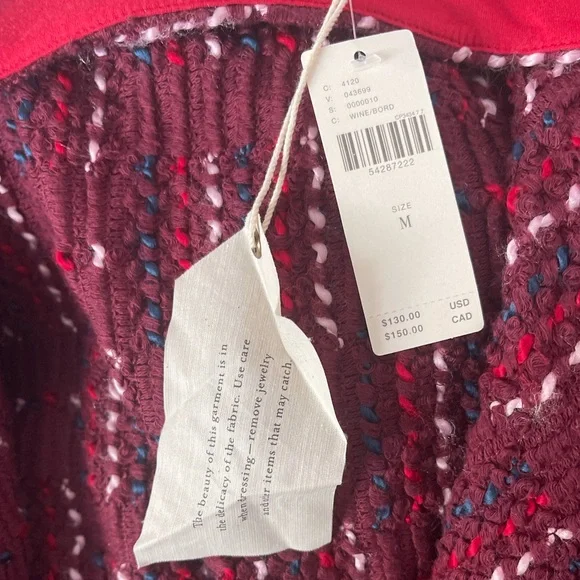 C: 4120
V: 043699
S: 0000010
C: WINE/BORD
54287222
SIZE
M
$130.00 USD
$150.00 CAD
The beauty of this garment is in
the delicacy of the fabric. Use care
when dressing—remove jewelry
and/or items that may catch.